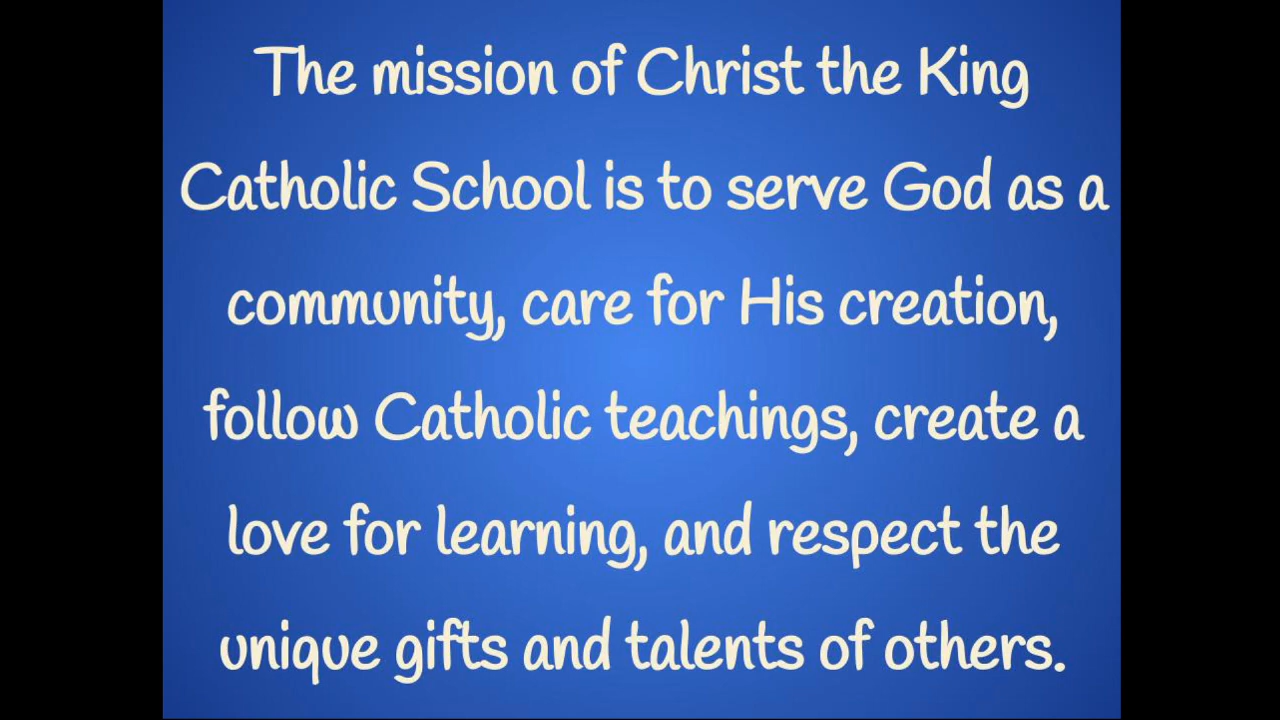 The mission of Christ the King
Catholic School is to serve God as a
community, care for His creation,
follow Catholic teachings, create a
love for learning, and respect the
unique gifts and talents of others.